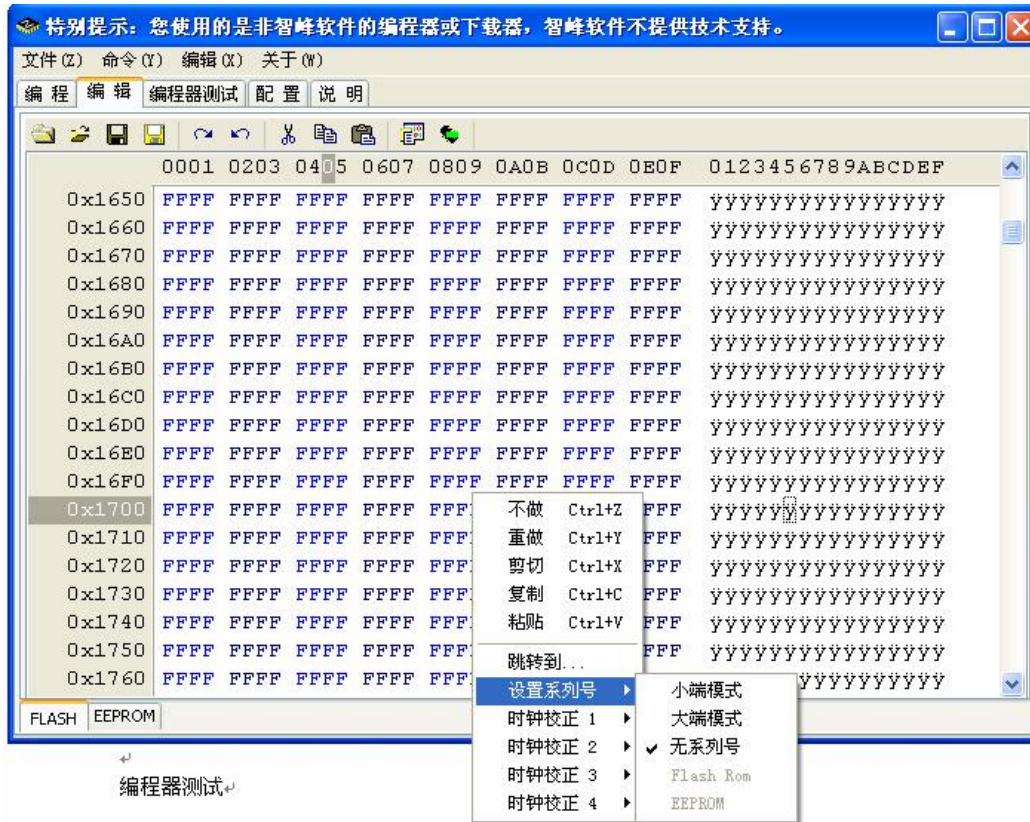 特别提示：您使用的是非智峰软件的编程器或下载器，智峰软件不提供技术支持。
文件(Z) 命令(Y) 编辑(X) 关于(W)
编 程 编 辑 编程器测试 配 置 说 明
0001 0203 0405 0607 0809 0A0B 0C0D 0E0F 0123456789ABCDEF
0x1650 FFFF FFFF FFFF FFFF FFFF FFFF FFFF FFFF ÿÿÿÿÿÿÿÿÿÿÿÿÿÿÿÿ
0x1660 FFFF FFFF FFFF FFFF FFFF FFFF FFFF FFFF ÿÿÿÿÿÿÿÿÿÿÿÿÿÿÿÿ
0x1670 FFFF FFFF FFFF FFFF FFFF FFFF FFFF FFFF ÿÿÿÿÿÿÿÿÿÿÿÿÿÿÿÿ
0x1680 FFFF FFFF FFFF FFFF FFFF FFFF FFFF FFFF ÿÿÿÿÿÿÿÿÿÿÿÿÿÿÿÿ
0x1690 FFFF FFFF FFFF FFFF FFFF FFFF FFFF FFFF ÿÿÿÿÿÿÿÿÿÿÿÿÿÿÿÿ
0x16A0 FFFF FFFF FFFF FFFF FFFF FFFF FFFF FFFF ÿÿÿÿÿÿÿÿÿÿÿÿÿÿÿÿ
0x16B0 FFFF FFFF FFFF FFFF FFFF FFFF FFFF FFFF ÿÿÿÿÿÿÿÿÿÿÿÿÿÿÿÿ
0x16C0 FFFF FFFF FFFF FFFF FFFF FFFF FFFF FFFF ÿÿÿÿÿÿÿÿÿÿÿÿÿÿÿÿ
0x16D0 FFFF FFFF FFFF FFFF FFFF FFFF FFFF FFFF ÿÿÿÿÿÿÿÿÿÿÿÿÿÿÿÿ
0x16E0 FFFF FFFF FFFF FFFF FFFF FFFF FFFF FFFF ÿÿÿÿÿÿÿÿÿÿÿÿÿÿÿÿ
0x16F0 FFFF FFFF FFFF FFFF FFFF FFFF FFFF FFFF ÿÿÿÿÿÿÿÿÿÿÿÿÿÿÿÿ
0x1700 FFFF FFFF FFFF FFFF FFF FFF ÿÿÿÿÿÿÿÿÿÿÿÿÿÿÿÿ
0x1710 FFFF FFFF FFFF FFFF FFF FFF ÿÿÿÿÿÿÿÿÿÿÿÿÿÿÿÿ
0x1720 FFFF FFFF FFFF FFFF FFF FFF ÿÿÿÿÿÿÿÿÿÿÿÿÿÿÿÿ
0x1730 FFFF FFFF FFFF FFFF FFF FFF ÿÿÿÿÿÿÿÿÿÿÿÿÿÿÿÿ
0x1740 FFFF FFFF FFFF FFFF FFF FFF ÿÿÿÿÿÿÿÿÿÿÿÿÿÿÿÿ
0x1750 FFFF FFFF FFFF FFFF FFF FFF ÿÿÿÿÿÿÿÿÿÿÿÿÿÿÿÿ
0x1760 FFFF FFFF FFFF FFFF FFF ÿÿÿÿÿÿÿÿÿÿ
不做 Ctrl+Z
重做 Ctrl+Y
剪切 Ctrl+X
复制 Ctrl+C
粘贴 Ctrl+V
跳转到...
设置系列号
时钟校正 1
时钟校正 2
时钟校正 3
时钟校正 4
小端模式
大端模式
无系列号
Flash Rom
EEPROM
FLASH EEPROM
编程器测试